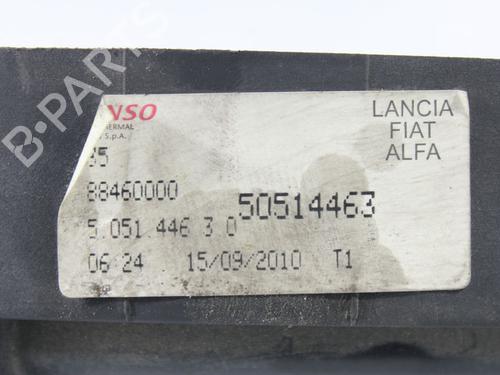 NSO
LANCIA
FIAT
ALFA
HERMAL
S.p.A.
35
88460000
50514463
5.051.446 3 0
06:24 15/09/2010 T1
B-PARTS